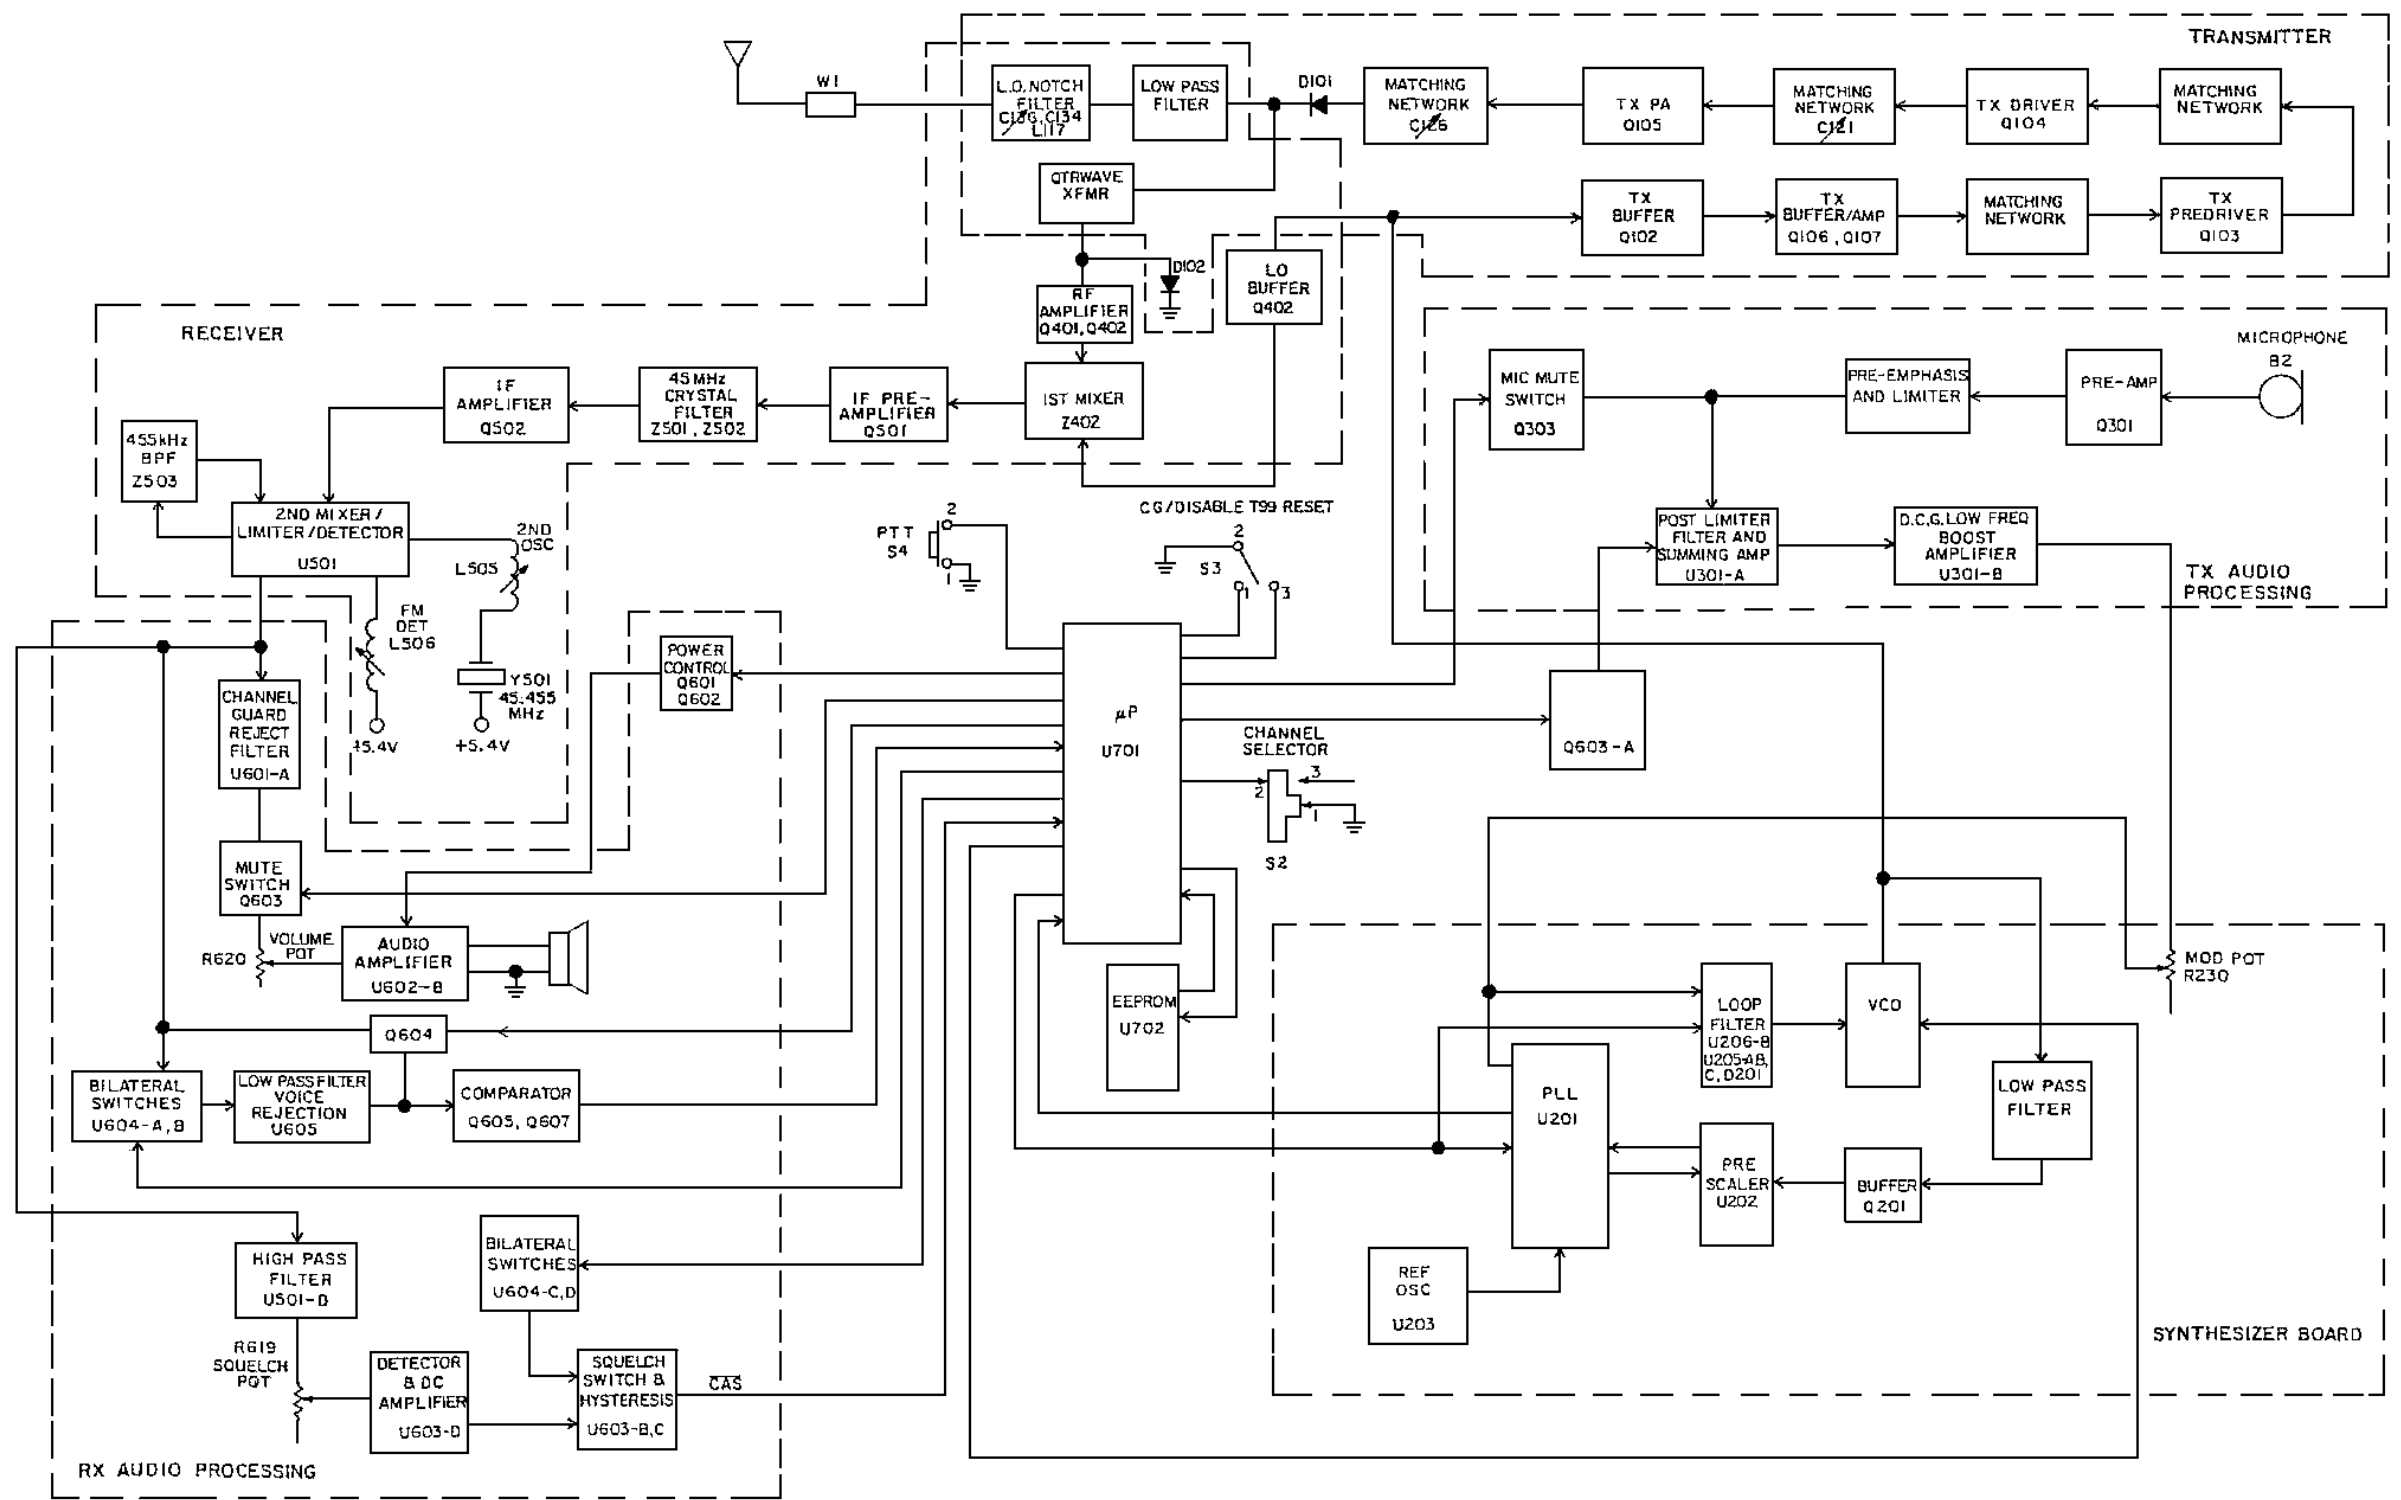 TRANSMITTER
W1
L.O. NOTCH
FILTER
C136, C134
L117
LOW PASS
FILTER
D101
MATCHING
NETWORK
C126
TX PA
Q105
MATCHING
NETWORK
C121
TX DRIVER
Q104
MATCHING
NETWORK
QTRWAVE
XFMR
TX
BUFFER
Q102
TX
BUFFER/AMP
Q106, Q107
MATCHING
NETWORK
TX
PREDRIVER
Q103
D102
LO
BUFFER
Q402
RF
AMPLIFIER
Q401, Q402
RECEIVER
IF
AMPLIFIER
Q502
45MHz
CRYSTAL
FILTER
Z501, Z502
IF PRE-
AMPLIFIER
Q501
1ST MIXER
Z402
MIC MUTE
SWITCH
Q303
PRE-EMPHASIS
AND LIMITER
PRE-AMP
Q301
MICROPHONE
B2
455kHz
BPF
Z503
2ND MIXER/
LIMITER/DETECTOR
U501
2ND
OSC
L505
PTT
S4
2
1
CG/DISABLE T99 RESET
2
S3
1
3
POST LIMITER
FILTER AND
SUMMING AMP
U301-A
D.C.G. LOW FREQ
BOOST
AMPLIFIER
U301-B
TX AUDIO
PROCESSING
FM
DET
L506
+5.4V
Y501
45.455
MHz
+5.4V
POWER
CONTROL
Q601
Q602
CHANNEL
GUARD
REJECT
FILTER
U601-A
µP
U701
CHANNEL
SELECTOR
3
2
1
S2
Q603-A
MUTE
SWITCH
Q603
R620
VOLUME
POT
AUDIO
AMPLIFIER
U602-B
EEPROM
U702
LOOP
FILTER
U206-B
U205-AB,
C, D201
VCO
MOD POT
R230
Q604
BILATERAL
SWITCHES
U604-A, B
LOW PASS FILTER
VOICE
REJECTION
U605
COMPARATOR
Q605, Q607
PLL
U201
LOW PASS
FILTER
PRE
SCALER
U202
BUFFER
Q201
HIGH PASS
FILTER
U501-D
BILATERAL
SWITCHES
U604-C,D
REF
OSC
U203
R619
SQUELCH
POT
DETECTOR
& DC
AMPLIFIER
U603-D
SQUELCH
SWITCH &
HYSTERESIS
U603-B,C
CAS
SYNTHESIZER BOARD
RX AUDIO PROCESSING